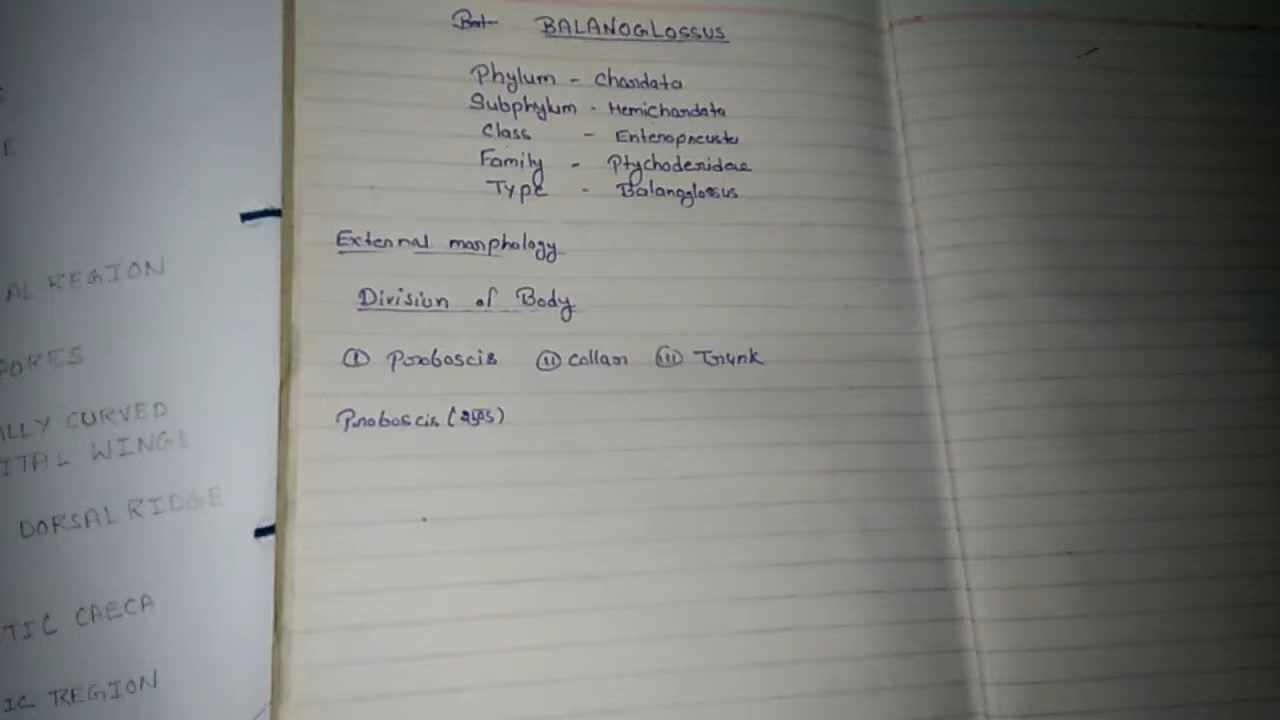 BALANOGLOSSUS
Phylum - Chordata
Subphylum - Hemichordata
Class - Enteropneusta
Family - Ptychoderidae
Type - Balanoglossus
External morphology
Division of Body
(i) Proboscis (ii) Collar (iii) Trunk
Proboscis (
AL REGION
PORES
ALLY CURVED
ITAL WINGS
DORSAL RIDGE
TIC CAECA
IC REGION